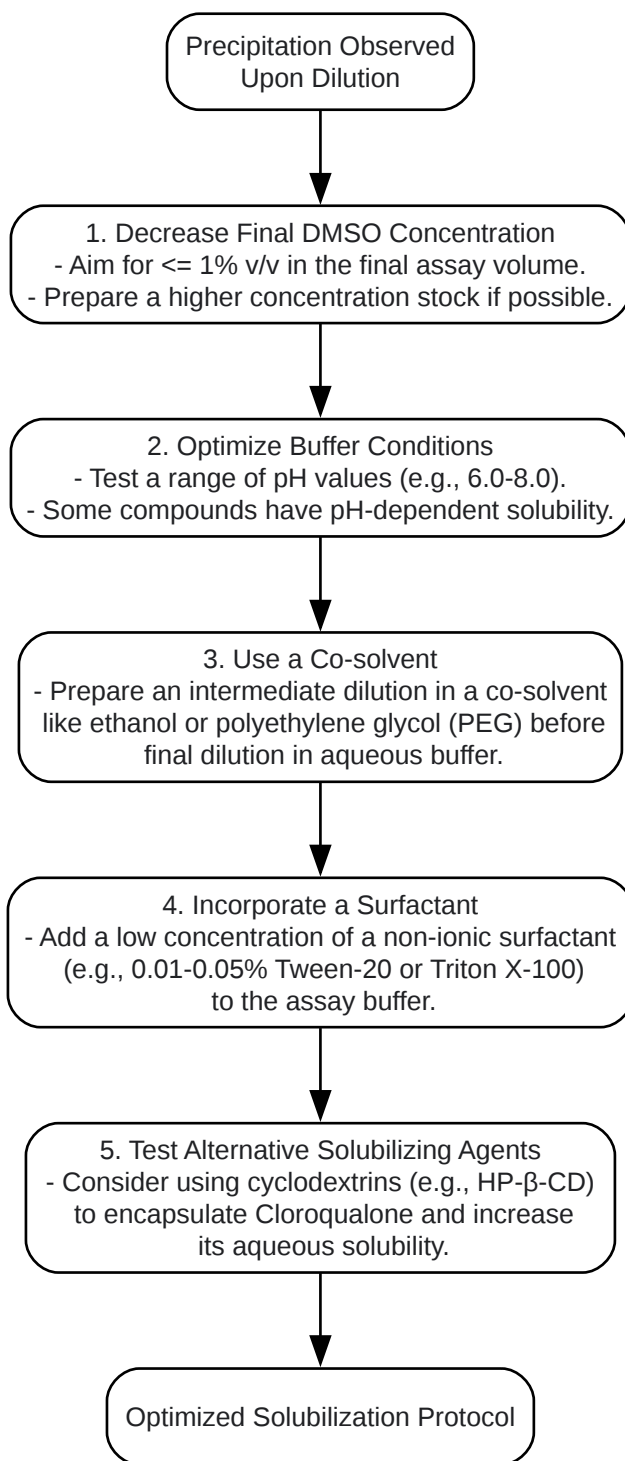 Precipitation Observed
Upon Dilution
1. Decrease Final DMSO Concentration
- Aim for <= 1% v/v in the final assay volume.
- Prepare a higher concentration stock if possible.
2. Optimize Buffer Conditions
- Test a range of pH values (e.g., 6.0-8.0).
- Some compounds have pH-dependent solubility.
3. Use a Co-solvent
- Prepare an intermediate dilution in a co-solvent
like ethanol or polyethylene glycol (PEG) before
final dilution in aqueous buffer.
4. Incorporate a Surfactant
- Add a low concentration of a non-ionic surfactant
(e.g., 0.01-0.05% Tween-20 or Triton X-100)
to the assay buffer.
5. Test Alternative Solubilizing Agents
- Consider using cyclodextrins (e.g., HP-β-CD)
to encapsulate Cloroqualone and increase
its aqueous solubility.
Optimized Solubilization Protocol